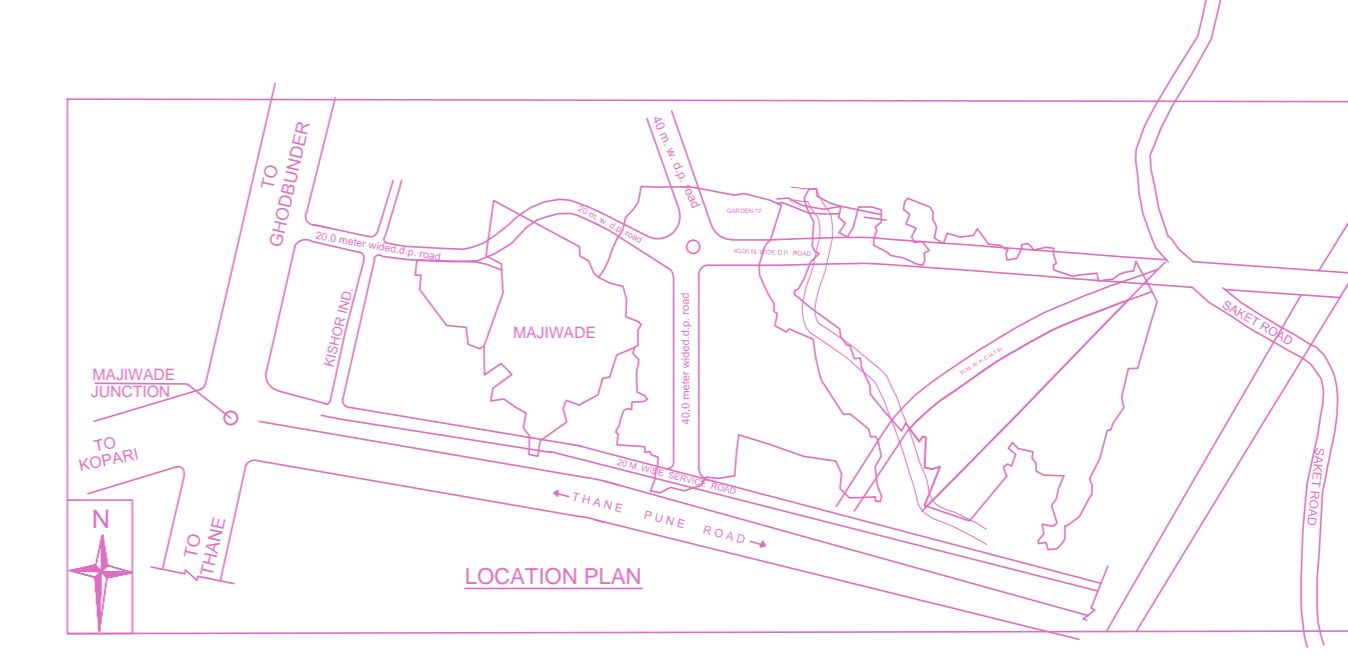 TO
GHODBUNDER
40 m. w. d.p. road
20 m. w. d.p. road
GARDEN-17
20.0 meter wided.d.p. road
40.00 M. WIDE D.P. ROAD
KISHOR IND.
MAJIWADE
40.0 meter wided.d.p. road
SAKET ROAD
MAJIWADE
JUNCTION
TO
KOPARI
20 M. WIDE SERVICE ROAD
THANE PUNE ROAD
SAKET ROAD
N
TO
THANE
LOCATION PLAN